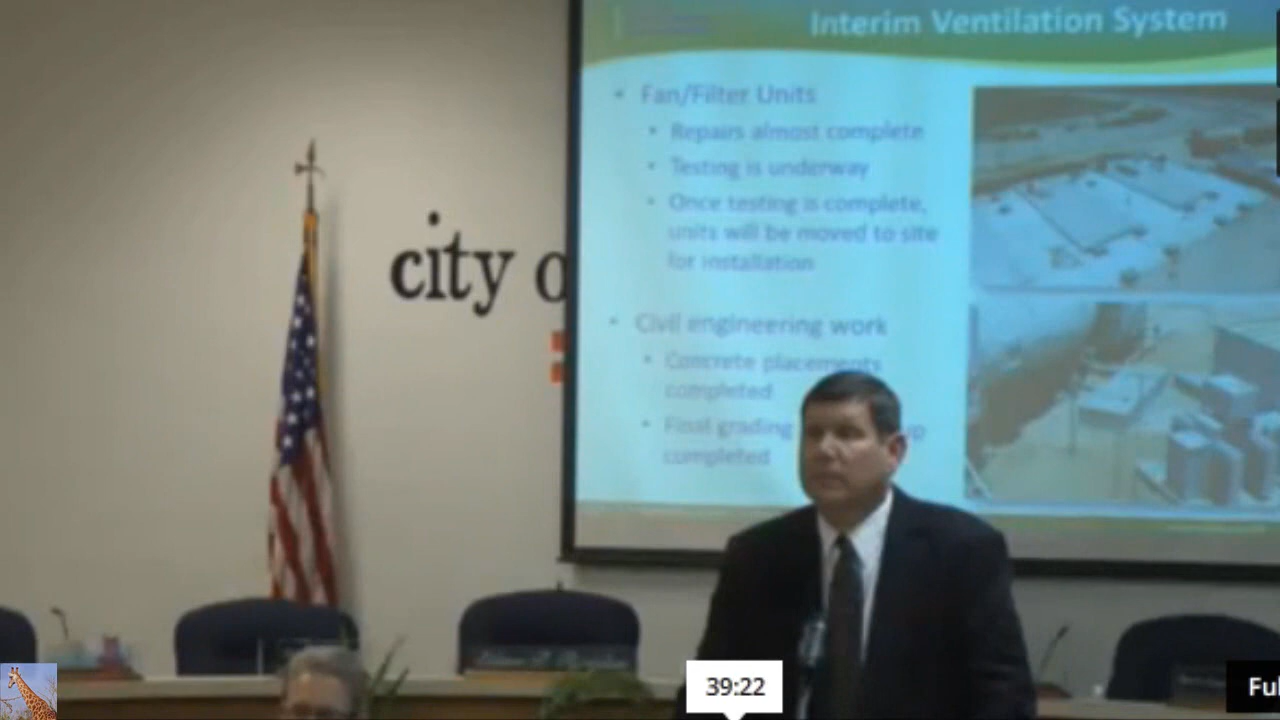 Interim Ventilation System
• Fan/Filter Units
• Repairs almost complete
• Testing is underway
• Once testing is complete,
units will be moved to site
for installation
city o
• Civil engineering work
• Concrete placements
completed
• Final grading
completed
39:22
Ful